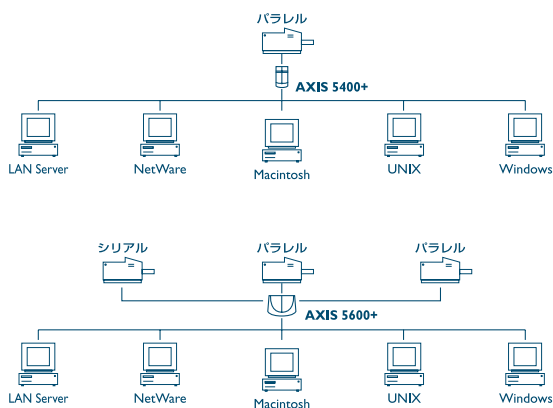 パラレル
AXIS 5400+
LAN Server
NetWare
Macintosh
UNIX
Windows
シリアル
パラレル
パラレル
AXIS 5600+
LAN Server
NetWare
Macintosh
UNIX
Windows